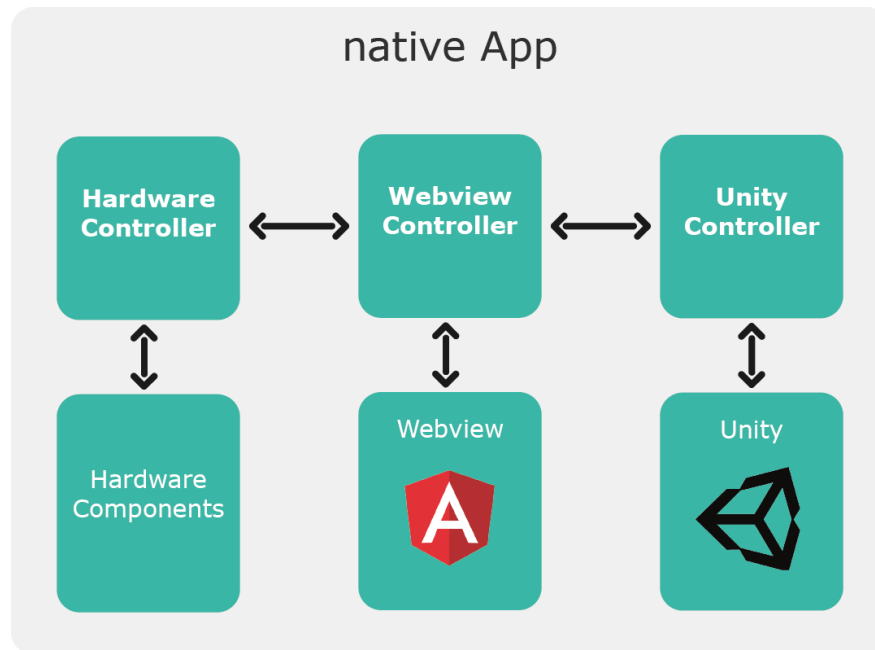 native App
Hardware
Controller
Webview
Controller
Unity
Controller
Hardware
Components
Webview
Unity